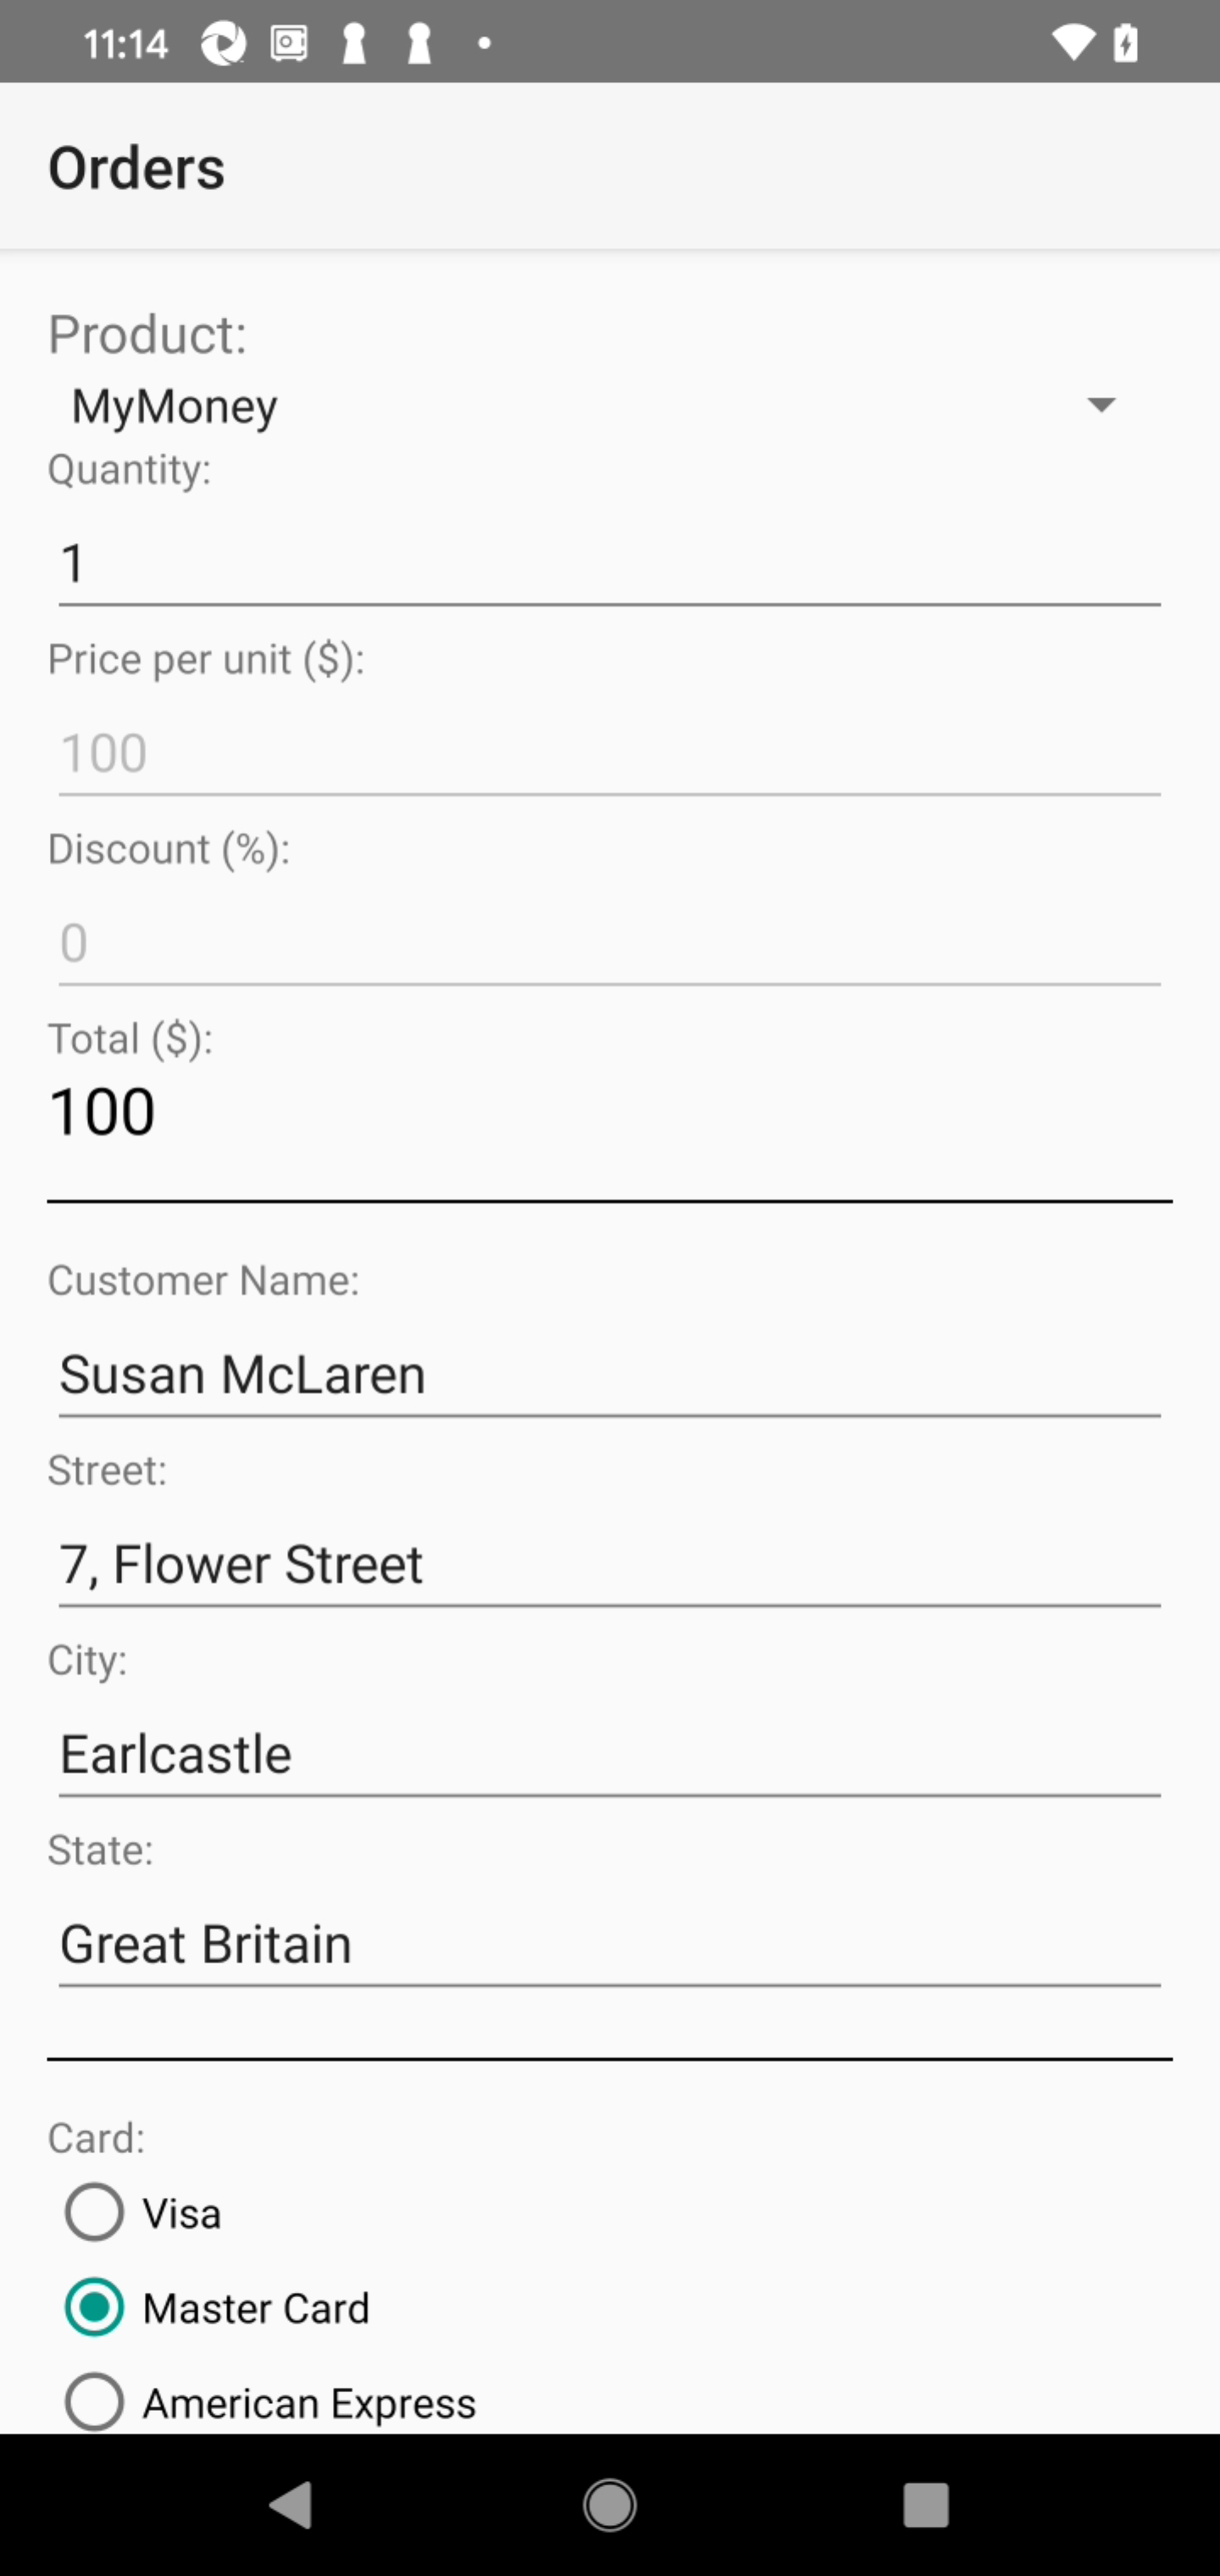 11:14
Orders
Product:
MyMoney
Quantity:
1
Price per unit ($):
100
Discount (%):
0
Total ($):
100
Customer Name:
Susan McLaren
Street:
7, Flower Street
City:
Earlcastle
State:
Great Britain
Card:
Visa
Master Card
American Express